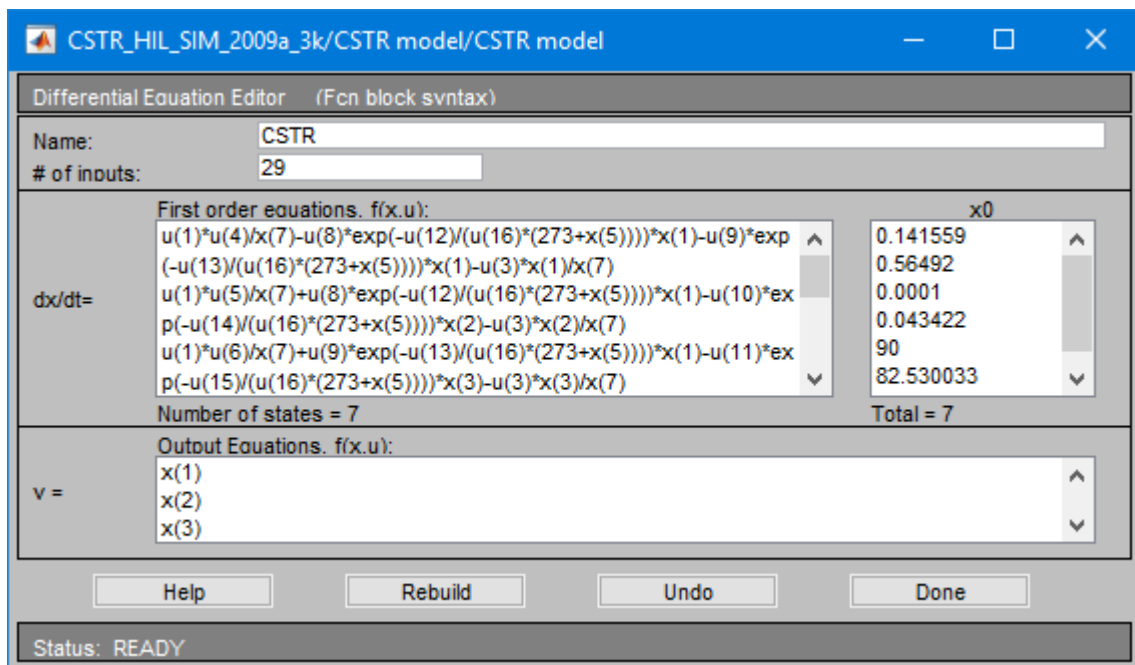 CSTR_HIL_SIM_2009a_3k/CSTR model/CSTR model
Differential Equation Editor (Fcn block syntax)
Name: CSTR
# of inputs: 29
First order equations, f(x,u): x0
u(1)*u(4)/x(7)-u(8)*exp(-u(12)/(u(16)*(273+x(5))))*x(1)-u(9)*exp
(-u(13)/(u(16)*(273+x(5))))*x(1)-u(3)*x(1)/x(7)
u(1)*u(5)/x(7)+u(8)*exp(-u(12)/(u(16)*(273+x(5))))*x(1)-u(10)*ex
p(-u(14)/(u(16)*(273+x(5))))*x(2)-u(3)*x(2)/x(7)
u(1)*u(6)/x(7)+u(9)*exp(-u(13)/(u(16)*(273+x(5))))*x(1)-u(11)*ex
p(-u(15)/(u(16)*(273+x(5))))*x(3)-u(3)*x(3)/x(7)
dx/dt=
0.141559
0.56492
0.0001
0.043422
90
82.530033
Number of states = 7 Total = 7
Output Equations, f(x,u):
y =
x(1)
x(2)
x(3)
Help Rebuild Undo Done
Status: READY